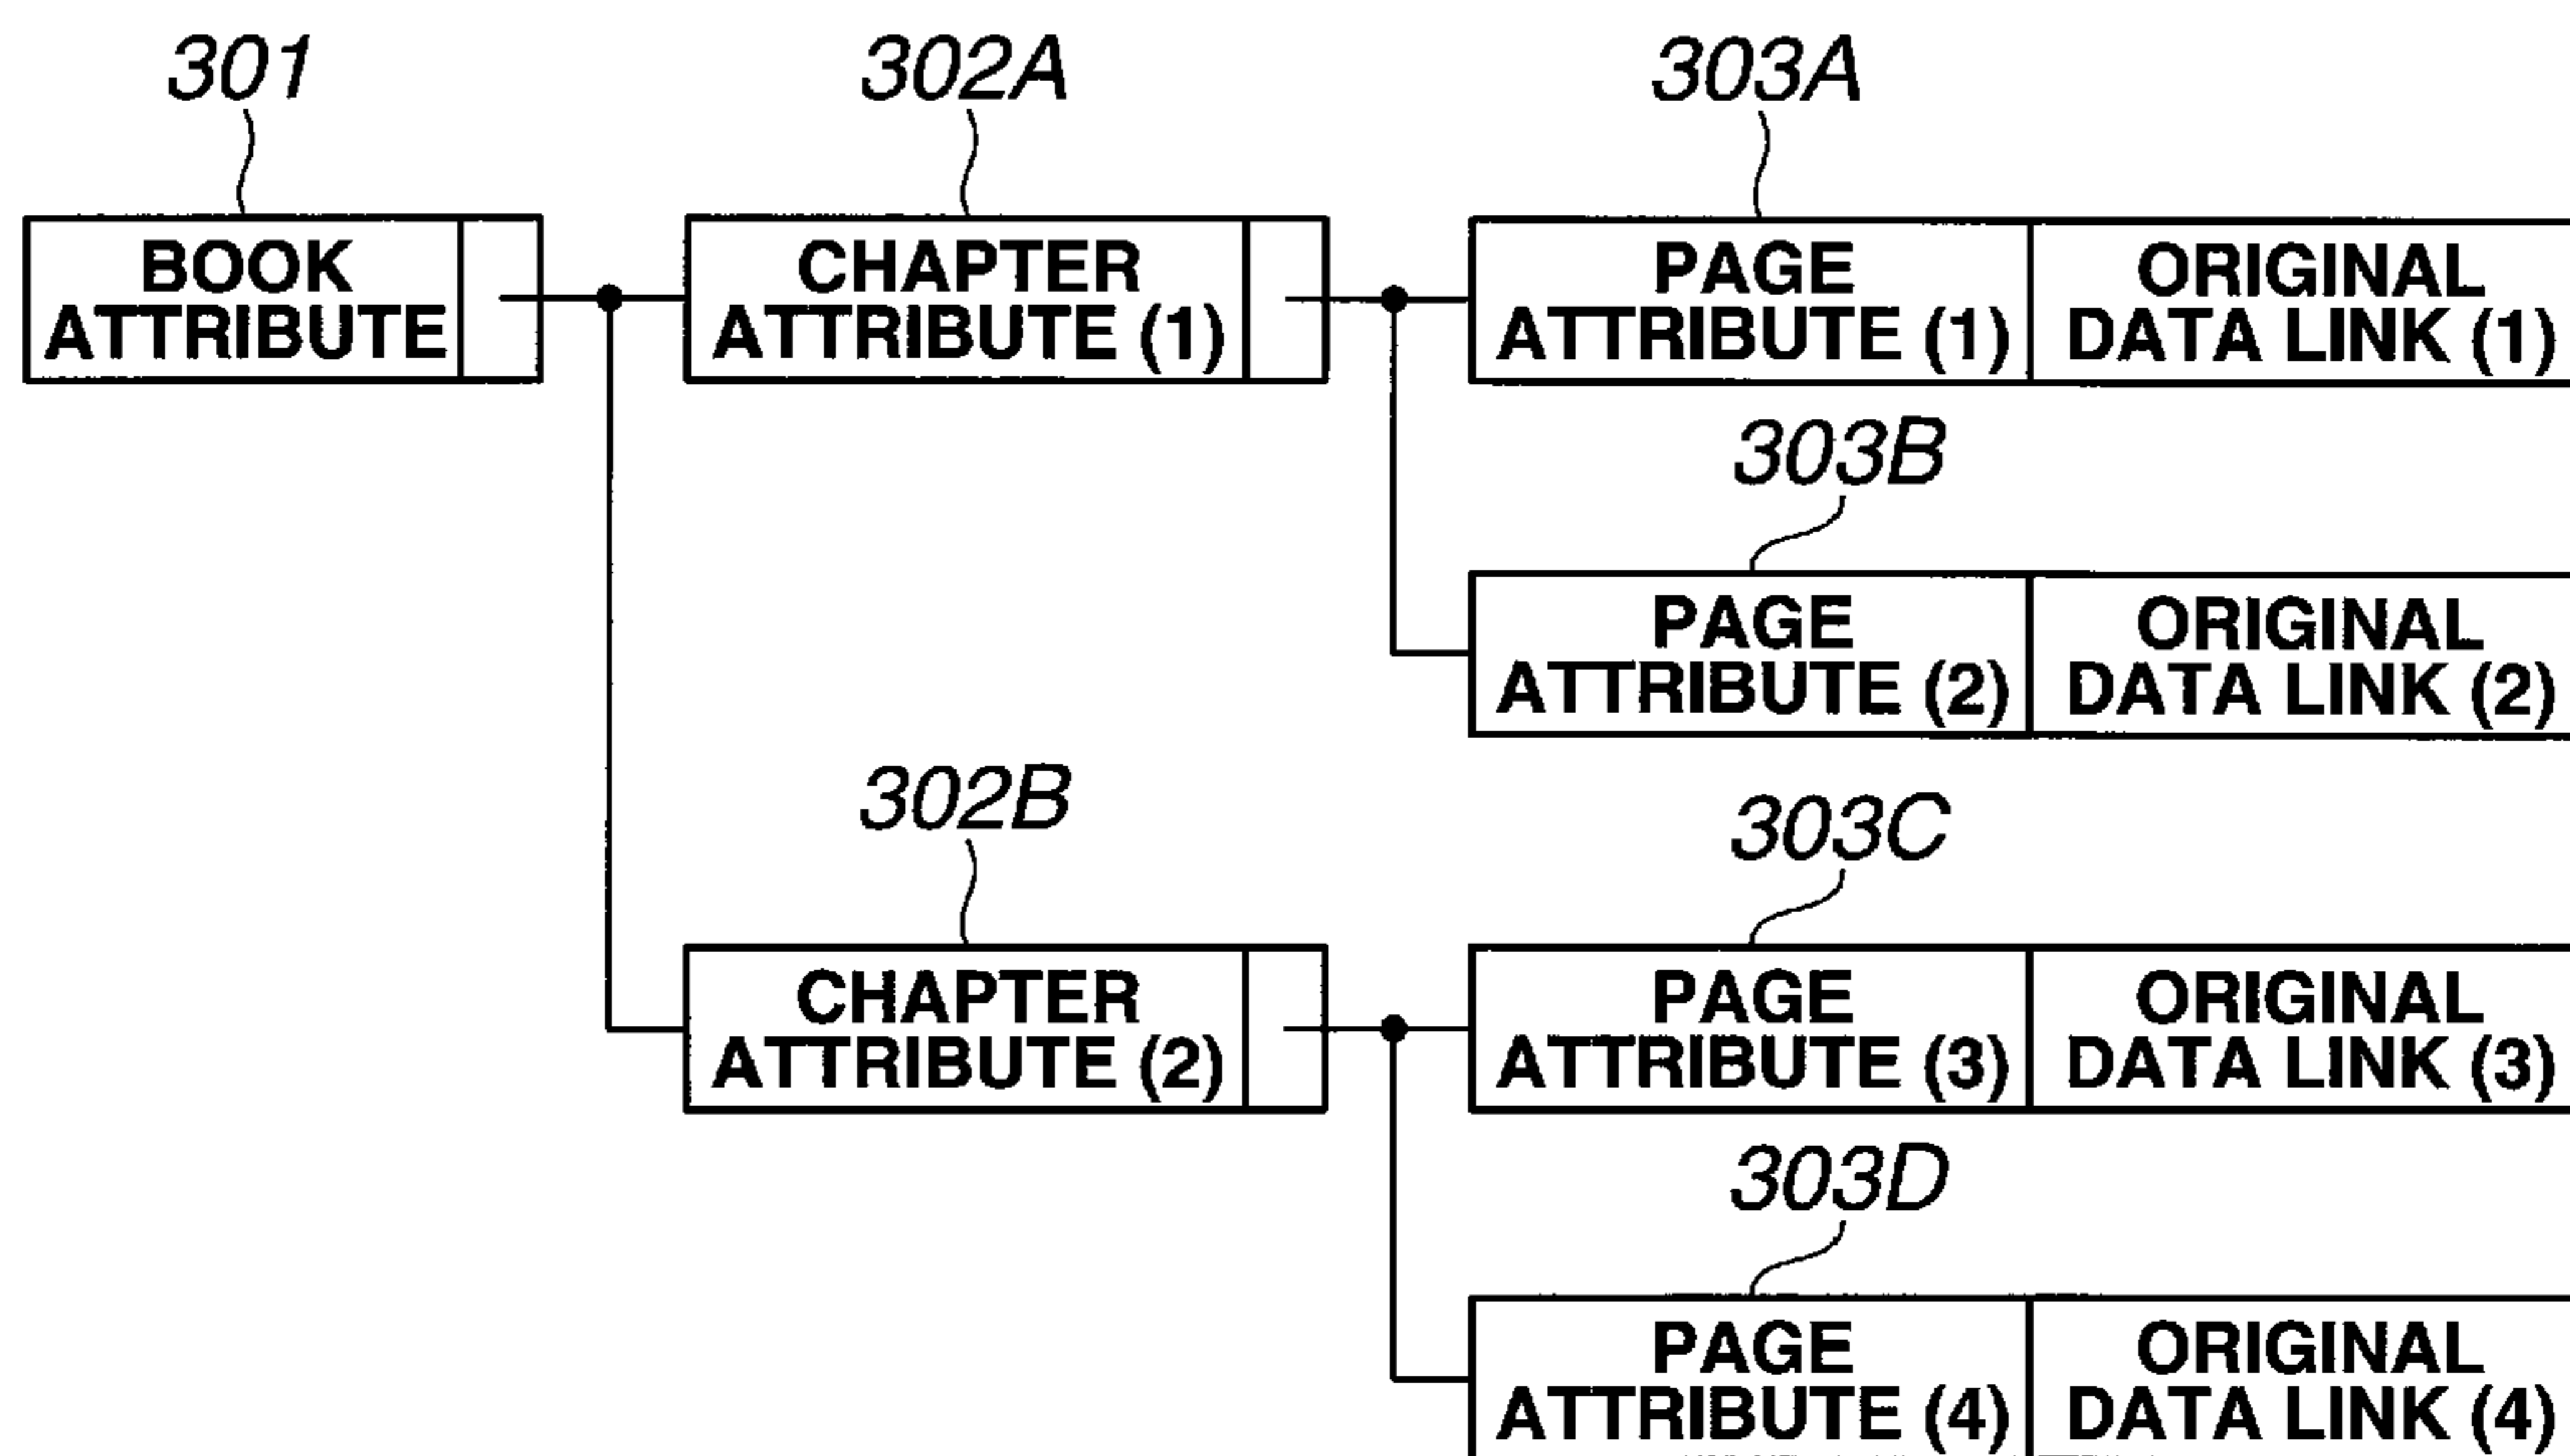 301
302A
303A
BOOK
ATTRIBUTE
CHAPTER
ATTRIBUTE (1)
PAGE
ATTRIBUTE (1)
ORIGINAL
DATA LINK (1)
303B
PAGE
ATTRIBUTE (2)
ORIGINAL
DATA LINK (2)
302B
303C
CHAPTER
ATTRIBUTE (2)
PAGE
ATTRIBUTE (3)
ORIGINAL
DATA LINK (3)
303D
PAGE
ATTRIBUTE (4)
ORIGINAL
DATA LINK (4)